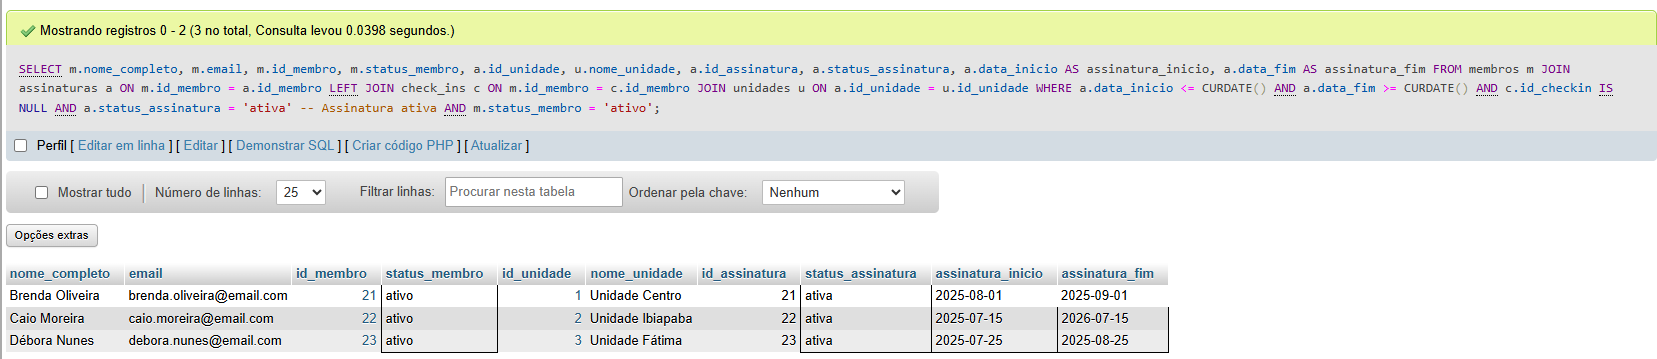 Mostrando registros 0 - 2 (3 no total, Consulta levou 0.0398 segundos.)
SELECT m.nome_completo, m.email, m.id_membro, m.status_membro, a.id_unidade, u.nome_unidade, a.id_assinatura, a.status_assinatura, a.data_inicio AS assinatura_inicio, a.data_fim AS assinatura_fim FROM membros m JOIN
assinaturas a ON m.id_membro = a.id_membro LEFT JOIN check_ins c ON m.id_membro = c.id_membro JOIN unidades u ON a.id_unidade = u.id_unidade WHERE a.data_inicio <= CURDATE() AND a.data_fim >= CURDATE() AND c.id_checkin IS
NULL AND a.status_assinatura = 'ativa' -- Assinatura ativa AND m.status_membro = 'ativo';
Perfil [ Editar em linha ] [ Editar ] [ Demonstrar SQL ] [ Criar código PHP ] [ Atualizar ]
Mostrar tudo Número de linhas: 25 Filtrar linhas: Procurar nesta tabela Ordenar pela chave: Nenhum
Opções extras
nome_completo email id_membro status_membro id_unidade nome_unidade id_assinatura status_assinatura assinatura_inicio assinatura_fim
Brenda Oliveira brenda.oliveira@email.com 21 ativo 1 Unidade Centro 21 ativa 2025-08-01 2025-09-01
Caio Moreira caio.moreira@email.com 22 ativo 2 Unidade Ibiapaba 22 ativa 2025-07-15 2026-07-15
Débora Nunes debora.nunes@email.com 23 ativo 3 Unidade Fátima 23 ativa 2025-07-25 2025-08-25